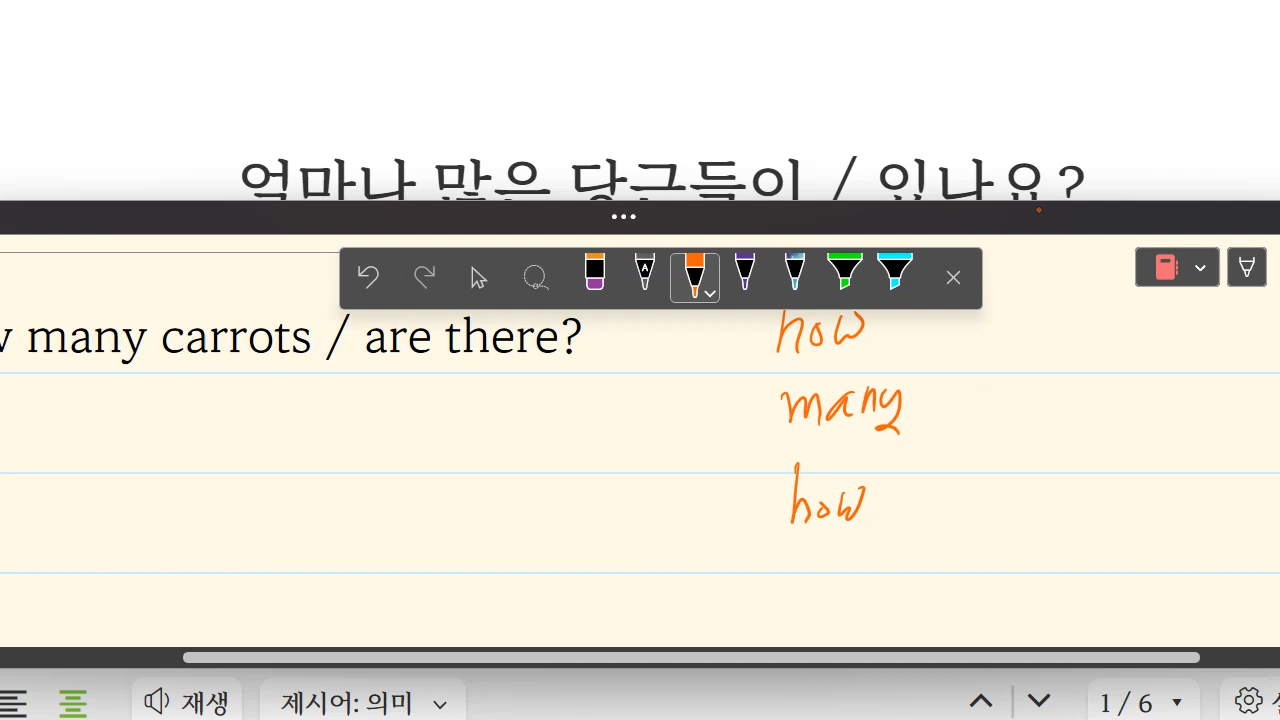 얼마나 많은 당근들이 / 있나요?
many carrots / are there?
how
many
how
재생
제시어: 의미
1 / 6